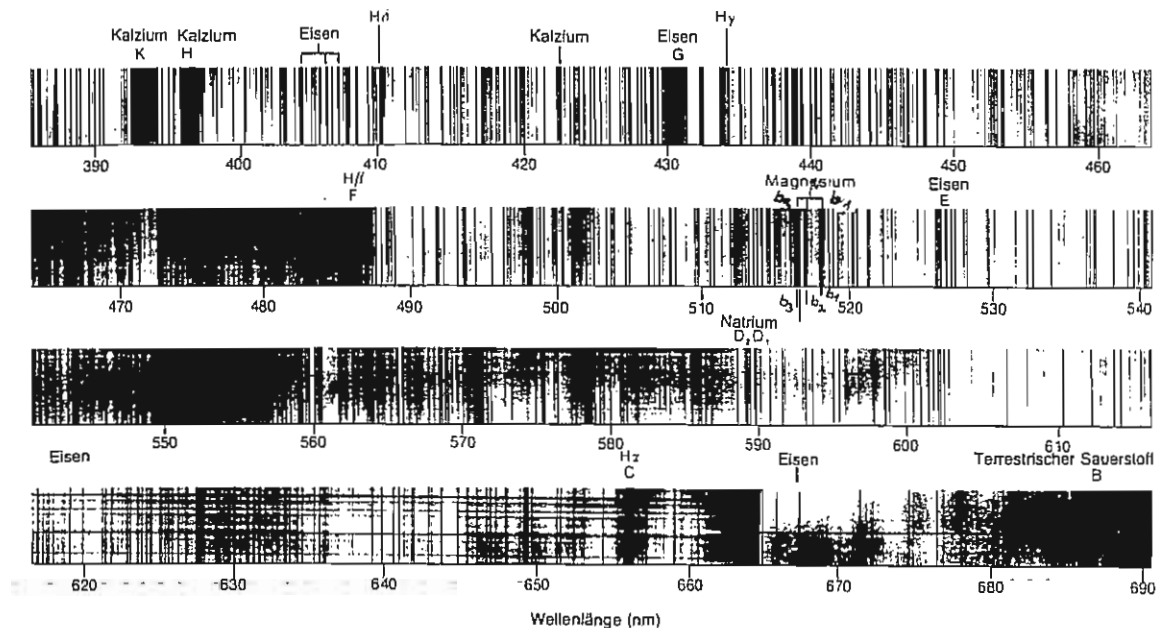 Hδ Hγ
Kalzium Kalzium Eisen Kalzium Eisen
K H G
390 400 410 420 430 440 450 460
Hβ Magnesium Eisen
F b₁ E
470 480 490 500 510 520 530 540
b₃ b₂ b₁
Natrium
D₂ D₁
550 560 570 580 590 600 610
Eisen Hα Eisen Terrestrischer Sauerstoff
C B
620 630 640 650 660 670 680 690
Wellenlänge (nm)